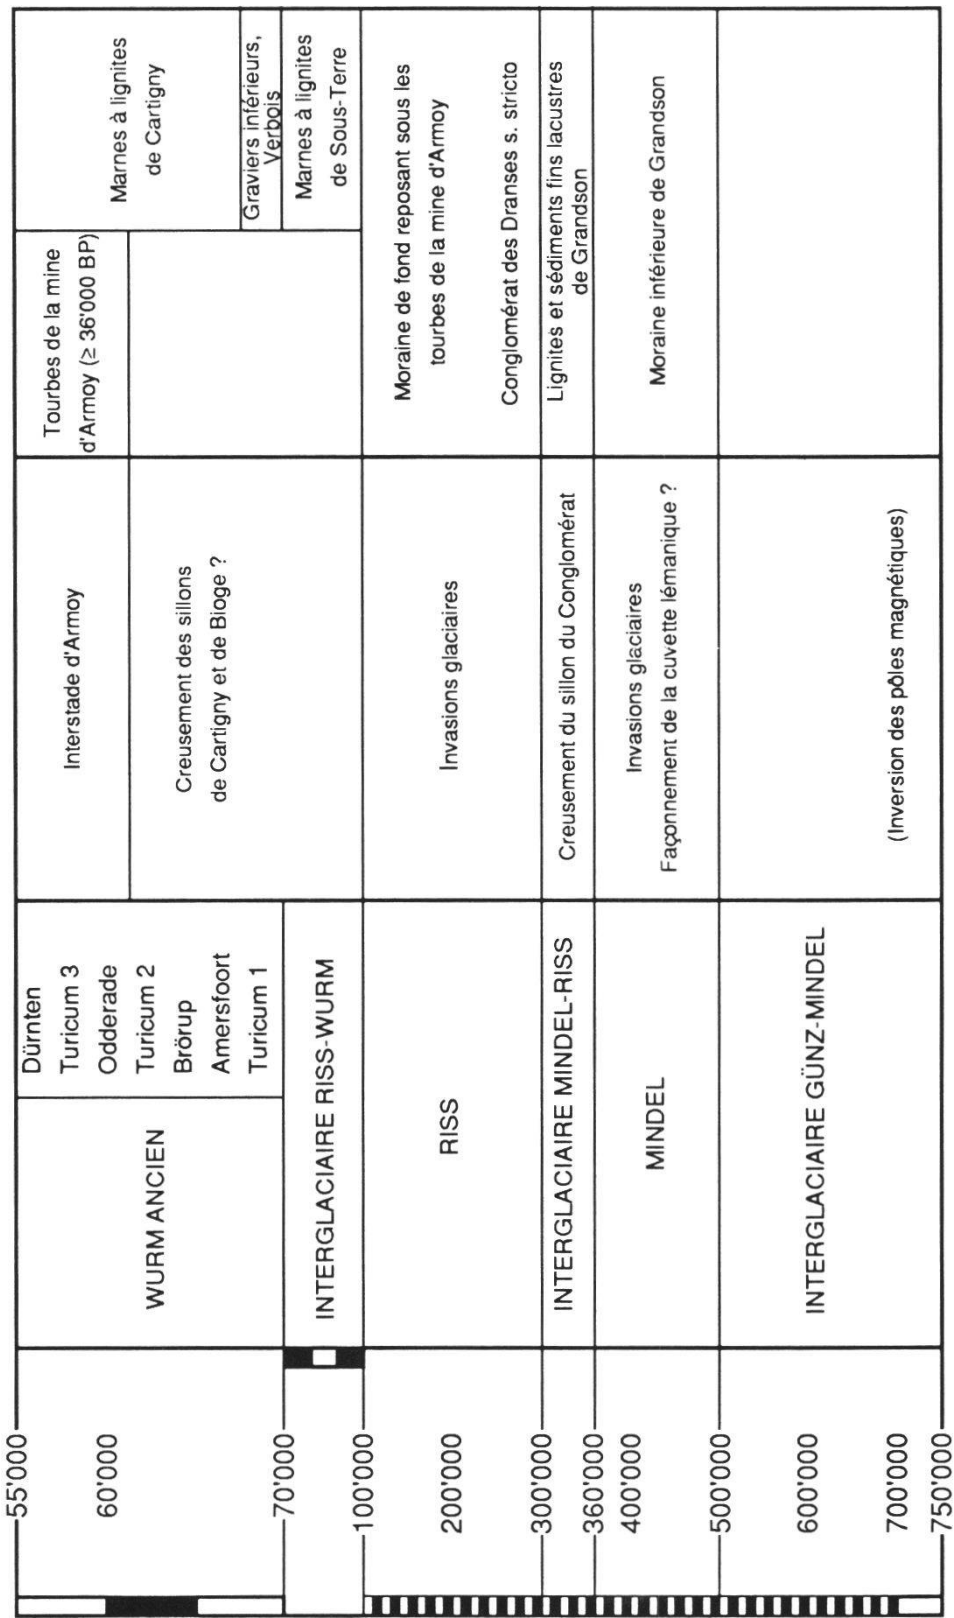 55'000
60'000
70'000
100'000
200'000
300'000
360'000
400'000
500'000
600'000
700'000
750'000
WURM ANCIEN
Dürnten
Turicum 3
Odderade
Turicum 2
Brörup
Amersfoort
Turicum 1
INTERGLACIAIRE RISS-WURM
RISS
INTERGLACIAIRE MINDEL-RISS
MINDEL
INTERGLACIAIRE GÜNZ-MINDEL
Interstade d'Armoy
Creusement des sillons
de Cartigny et de Bioge ?
Invasions glaciaires
Creusement du sillon du Conglomérat
Invasions glaciaires
Façonnement de la cuvette lémanique ?
(Inversion des pôles magnétiques)
Tourbes de la mine
d'Armoy (≥ 36'000 BP)
Marnes à lignites
de Cartigny
Graviers inférieurs,
Verbois
Marnes à lignites
de Sous-Terre
Moraine de fond reposant sous les
tourbes de la mine d'Armoy
Conglomérat des Dranses s. stricto
Lignites et sédiments fins lacustres
de Grandson
Moraine inférieure de Grandson